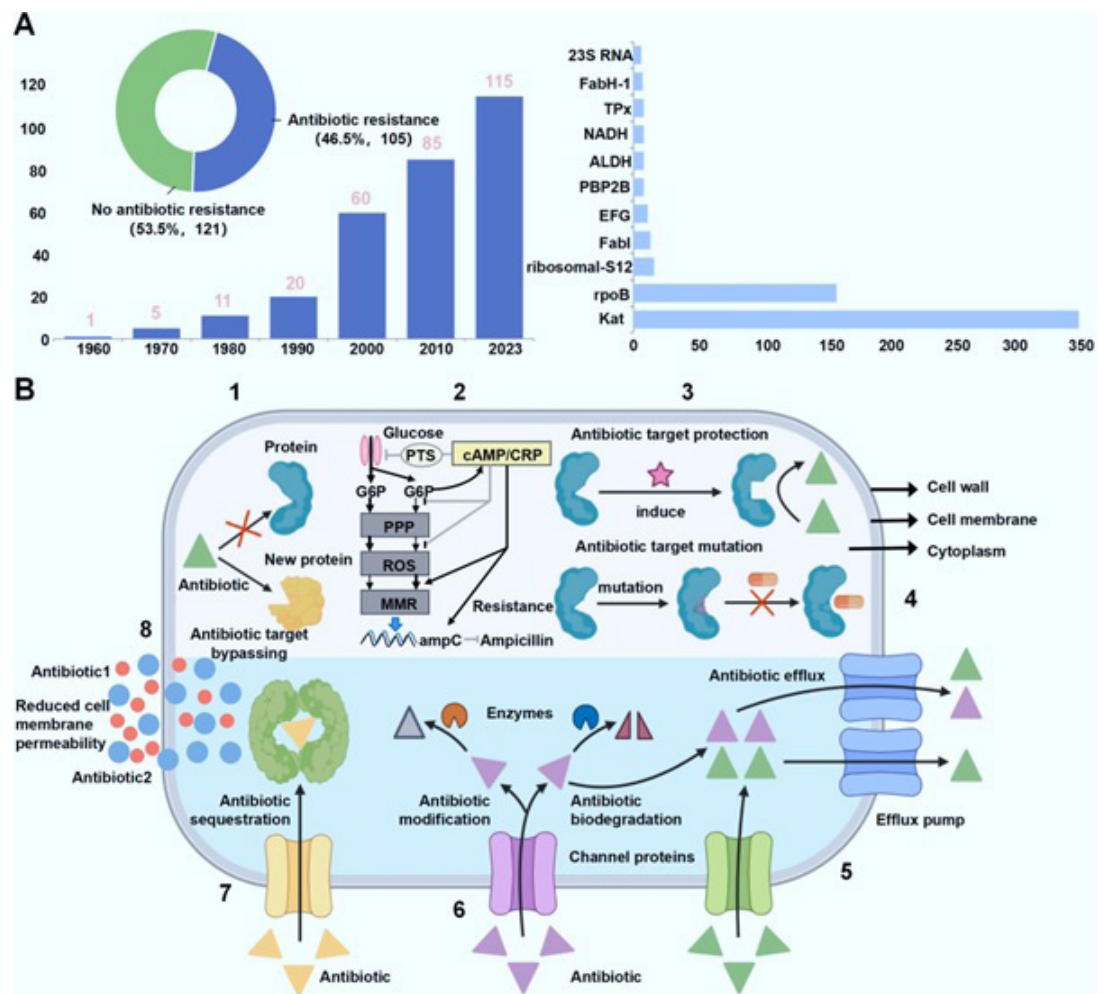 A
120
100
80
60
40
20
0
1
5
11
20
60
85
115
1960
1970
1980
1990
2000
2010
2023
Antibiotic resistance
(46.5%, 105)
No antibiotic resistance
(53.5%, 121)
23S RNA
FabH-1
TPx
NADH
ALDH
PBP2B
EFG
FabI
ribosomal-S12
rpoB
Kat
0
50
100
150
200
250
300
350
B
1
2
3
Protein
New protein
Antibiotic
Antibiotic target
bypassing
Glucose
PTS
cAMP/CRP
G6P
G6P
PPP
ROS
MMR
ampC
Ampicillin
Resistance
Antibiotic target protection
induce
Antibiotic target mutation
mutation
Cell wall
Cell membrane
Cytoplasm
4
8
Antibiotic1
Reduced cell
membrane
permeability
Antibiotic2
Antibiotic
sequestration
Enzymes
Antibiotic
modification
Antibiotic
biodegradation
Antibiotic efflux
Efflux pump
Channel proteins
5
7
6
Antibiotic
Antibiotic